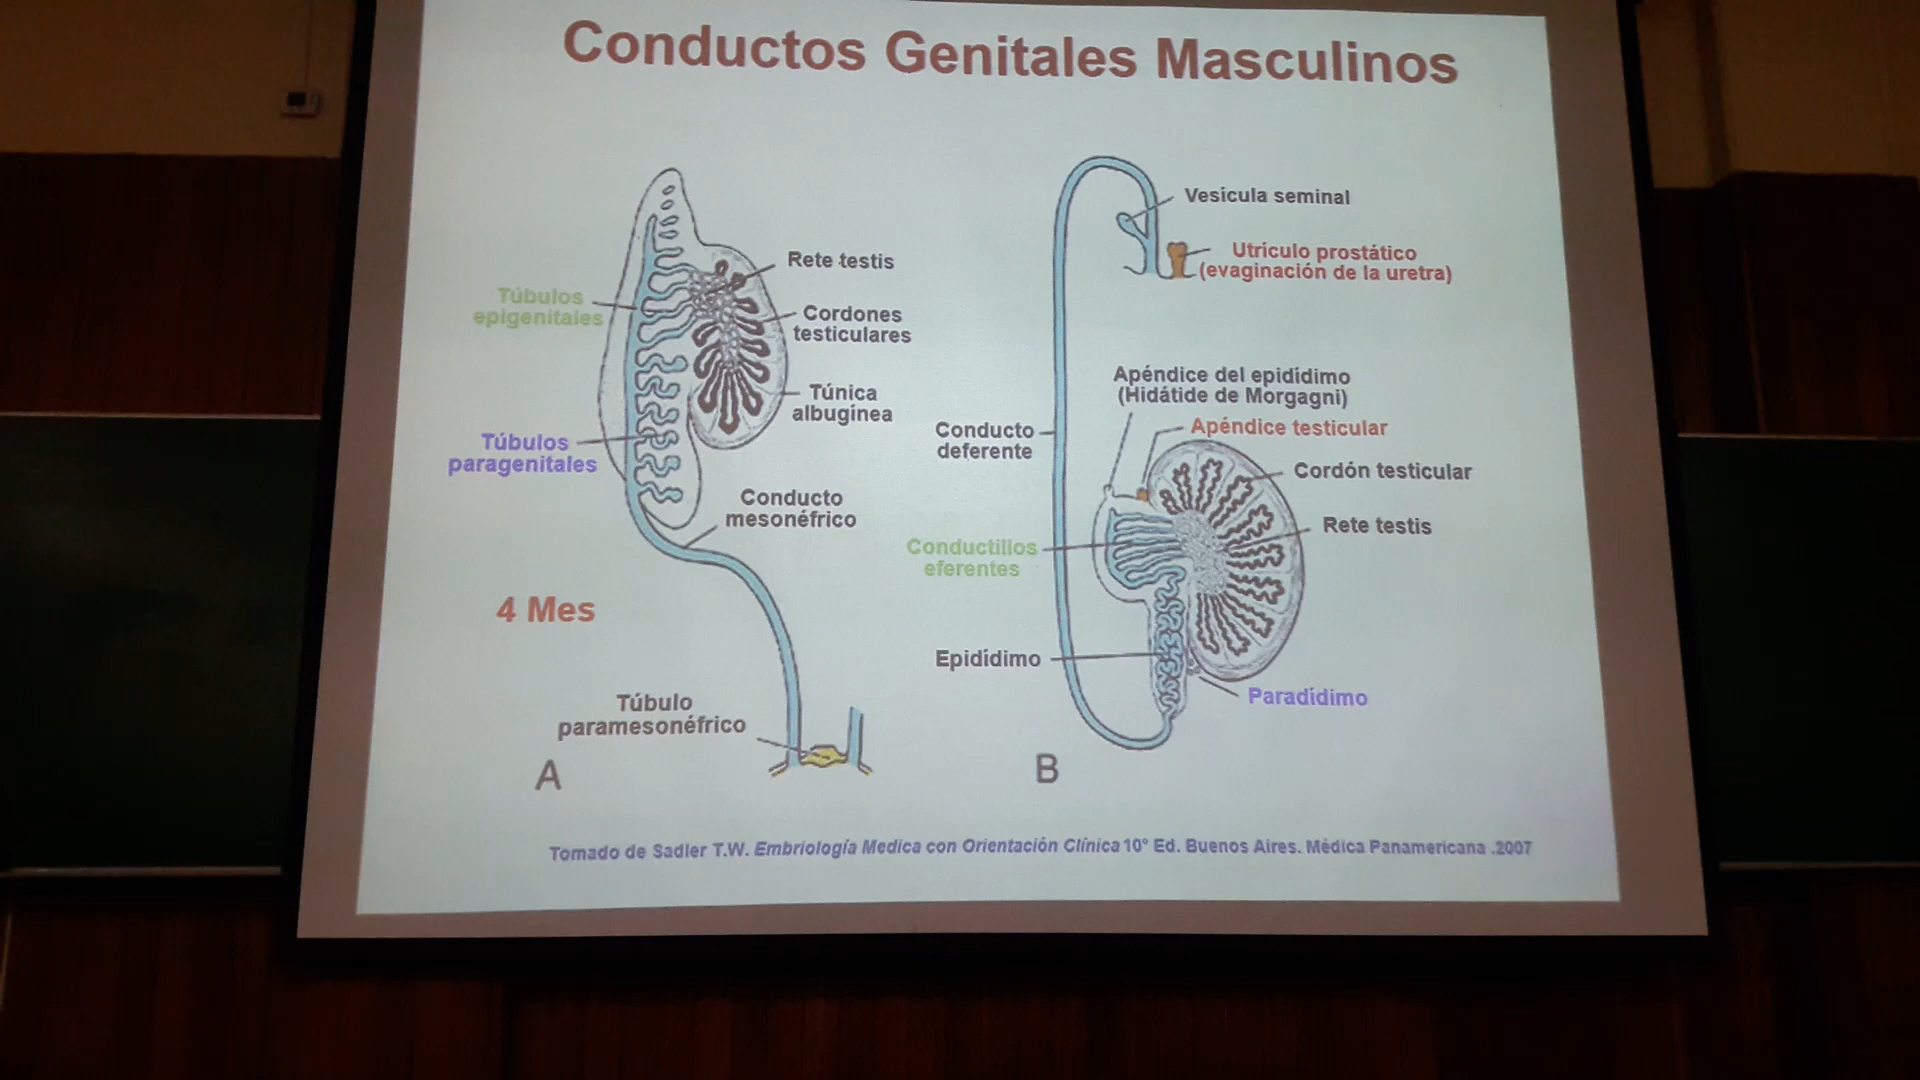 Conductos Genitales Masculinos
Rete testis
Túbulos
epigenitales
Cordones
testiculares
Túnica
albuginea
Túbulos
paragenitales
Conducto
mesonéfrico
4 Mes
Túbulo
paramesonéfrico
A
Vesícula seminal
Utrículo prostático
(evaginación de la uretra)
Apéndice del epidídimo
(Hidátide de Morgagni)
Apéndice testicular
Conducto
deferente
Cordón testicular
Rete testis
Conductillos
eferentes
Epidídimo
Paradídimo
B
Tomado de Sadler T.W. Embriología Medica con Orientación Clínica 10° Ed. Buenos Aires. Médica Panamericana .2007